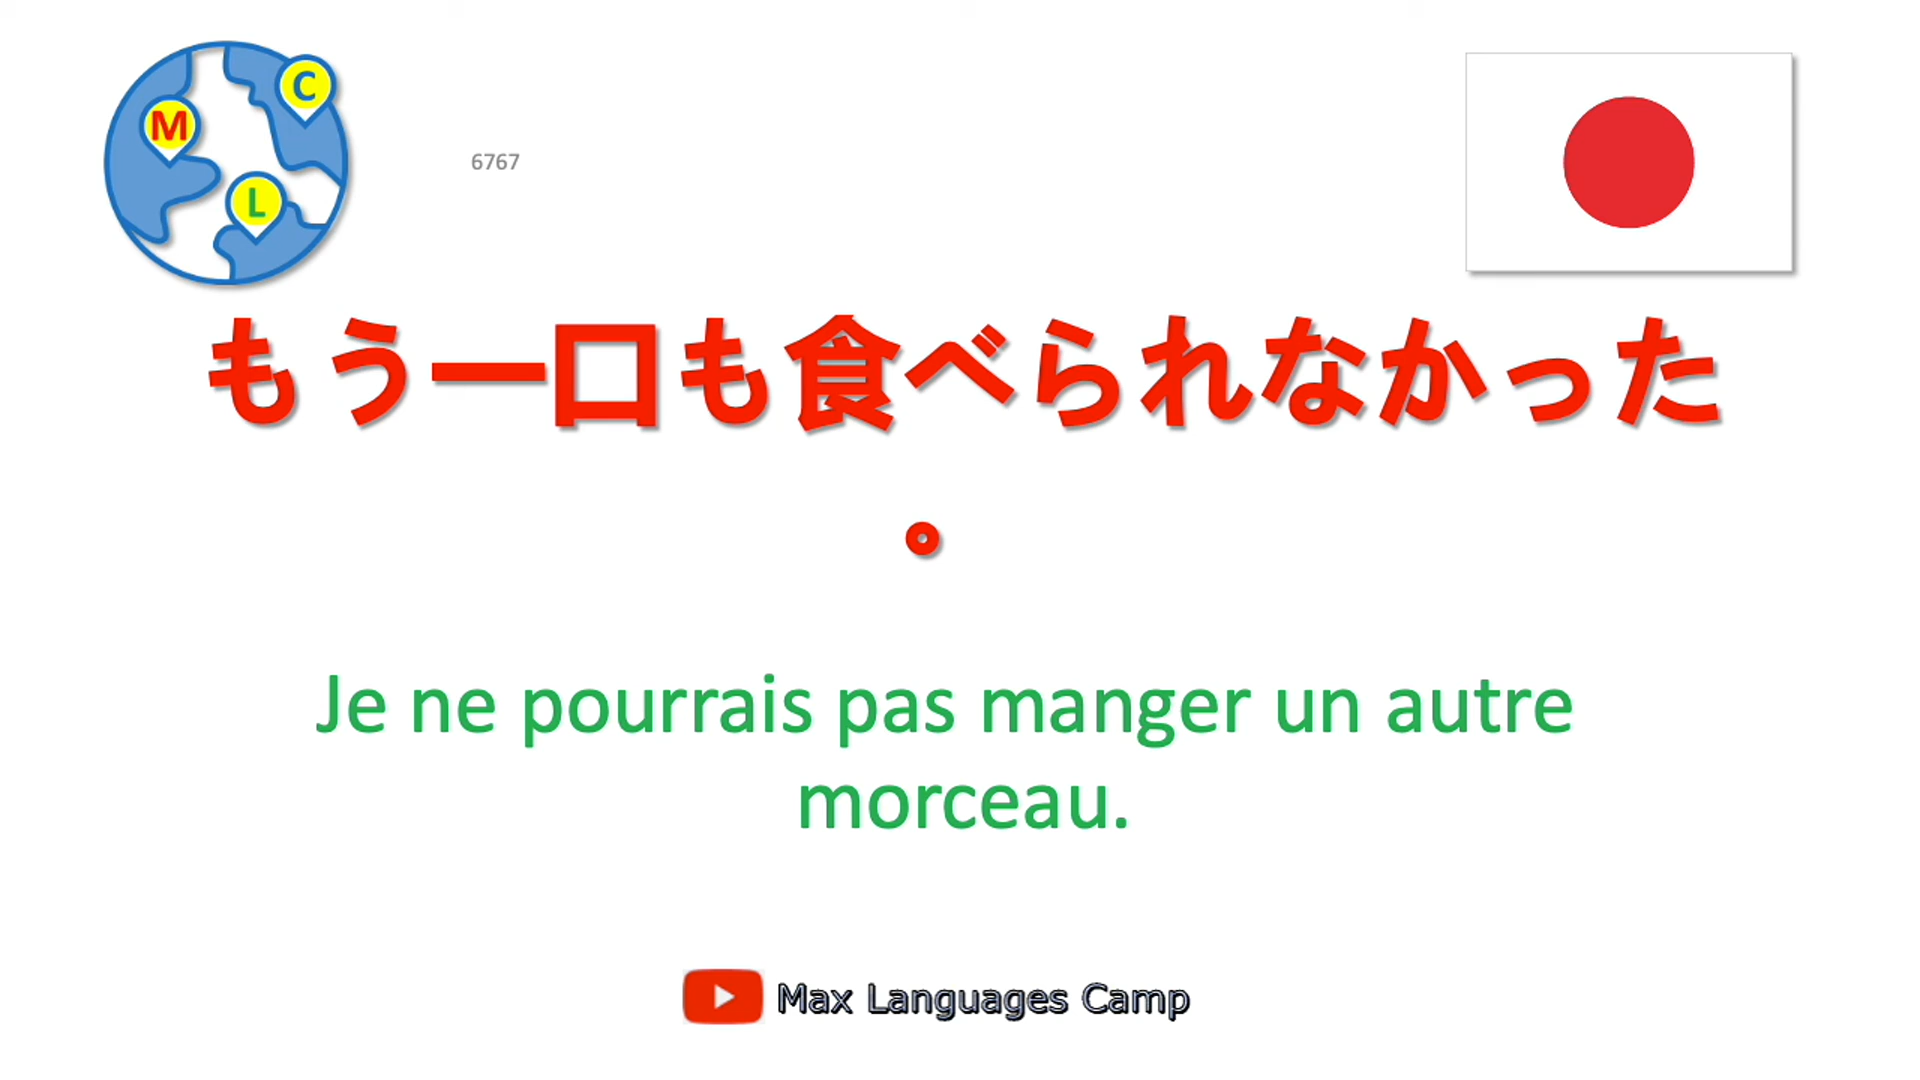 M
C
L
6767
もう一口も食べられなかった
。
Je ne pourrais pas manger un autre
morceau.
Max Languages Camp